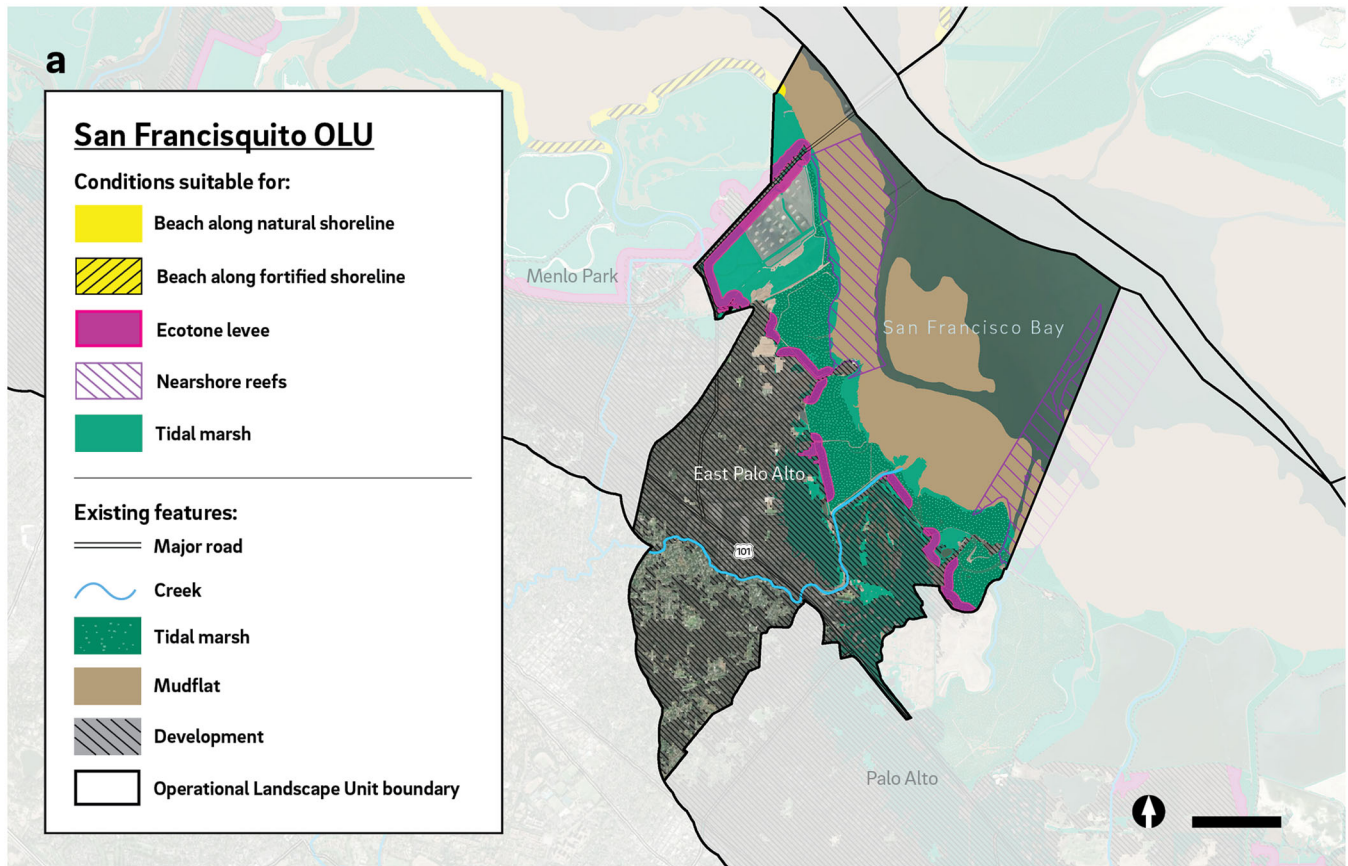 a
San Francisquito OLU
Conditions suitable for:
Beach along natural shoreline
Beach along fortified shoreline
Ecotone levee
Nearshore reefs
Tidal marsh
Existing features:
Major road
Creek
Tidal marsh
Mudflat
Development
Operational Landscape Unit boundary
Menlo Park
San Francisco Bay
East Palo Alto
101
Palo Alto